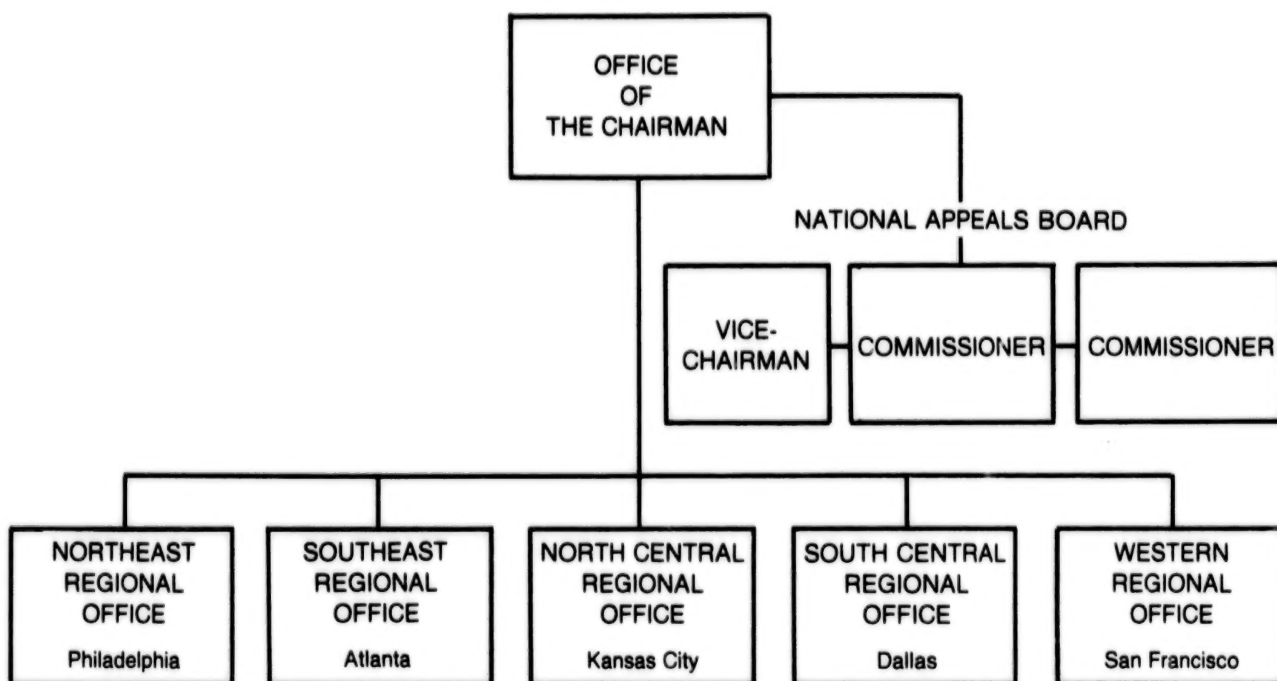 OFFICE
OF
THE CHAIRMAN
NATIONAL APPEALS BOARD
VICE-
CHAIRMAN
COMMISSIONER
COMMISSIONER
NORTHEAST
REGIONAL
OFFICE
Philadelphia
SOUTHEAST
REGIONAL
OFFICE
Atlanta
NORTH CENTRAL
REGIONAL
OFFICE
Kansas City
SOUTH CENTRAL
REGIONAL
OFFICE
Dallas
WESTERN
REGIONAL
OFFICE
San Francisco